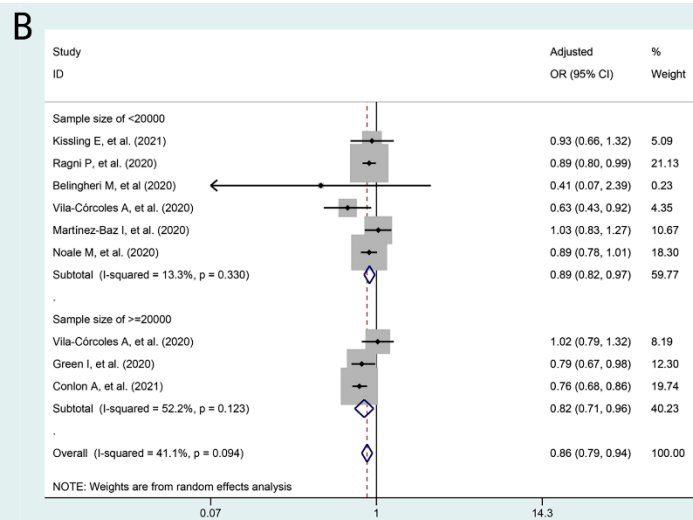 B
Study Adjusted %
ID OR (95% CI) Weight
Sample size of <20000
Kissling E, et al. (2021) 0.93 (0.66, 1.32) 5.09
Ragni P, et al. (2020) 0.89 (0.80, 0.99) 21.13
Belingheri M, et al (2020) 0.41 (0.07, 2.39) 0.23
Vila-Córcoles A, et al. (2020) 0.63 (0.43, 0.92) 4.35
Martínez-Baz I, et al. (2020) 1.03 (0.83, 1.27) 10.67
Noale M, et al. (2020) 0.89 (0.78, 1.01) 18.30
Subtotal (I-squared = 13.3%, p = 0.330) 0.89 (0.82, 0.97) 59.77
.
Sample size of >=20000
Vila-Córcoles A, et al. (2020) 1.02 (0.79, 1.32) 8.19
Green I, et al. (2020) 0.79 (0.67, 0.98) 12.30
Conlon A, et al. (2021) 0.76 (0.68, 0.86) 19.74
Subtotal (I-squared = 52.2%, p = 0.123) 0.82 (0.71, 0.96) 40.23
.
Overall (I-squared = 41.1%, p = 0.094) 0.86 (0.79, 0.94) 100.00
NOTE: Weights are from random effects analysis
0.07 1 14.3